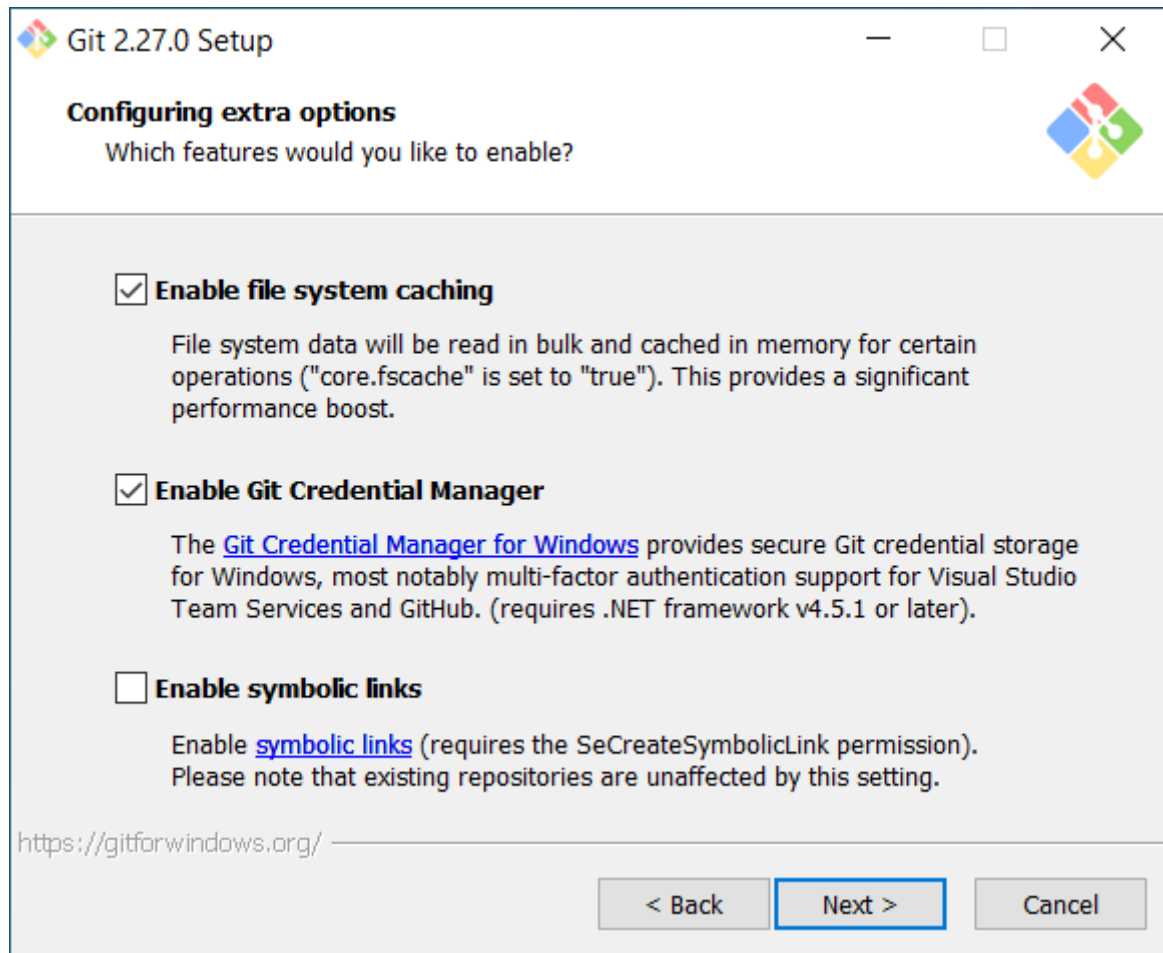 Git 2.27.0 Setup
Configuring extra options
Which features would you like to enable?
Enable file system caching
File system data will be read in bulk and cached in memory for certain
operations ("core.fscache" is set to "true"). This provides a significant
performance boost.
Enable Git Credential Manager
The Git Credential Manager for Windows provides secure Git credential storage
for Windows, most notably multi-factor authentication support for Visual Studio
Team Services and GitHub. (requires .NET framework v4.5.1 or later).
Enable symbolic links
Enable symbolic links (requires the SeCreateSymbolicLink permission).
Please note that existing repositories are unaffected by this setting.
https://gitforwindows.org/
< Back Next > Cancel